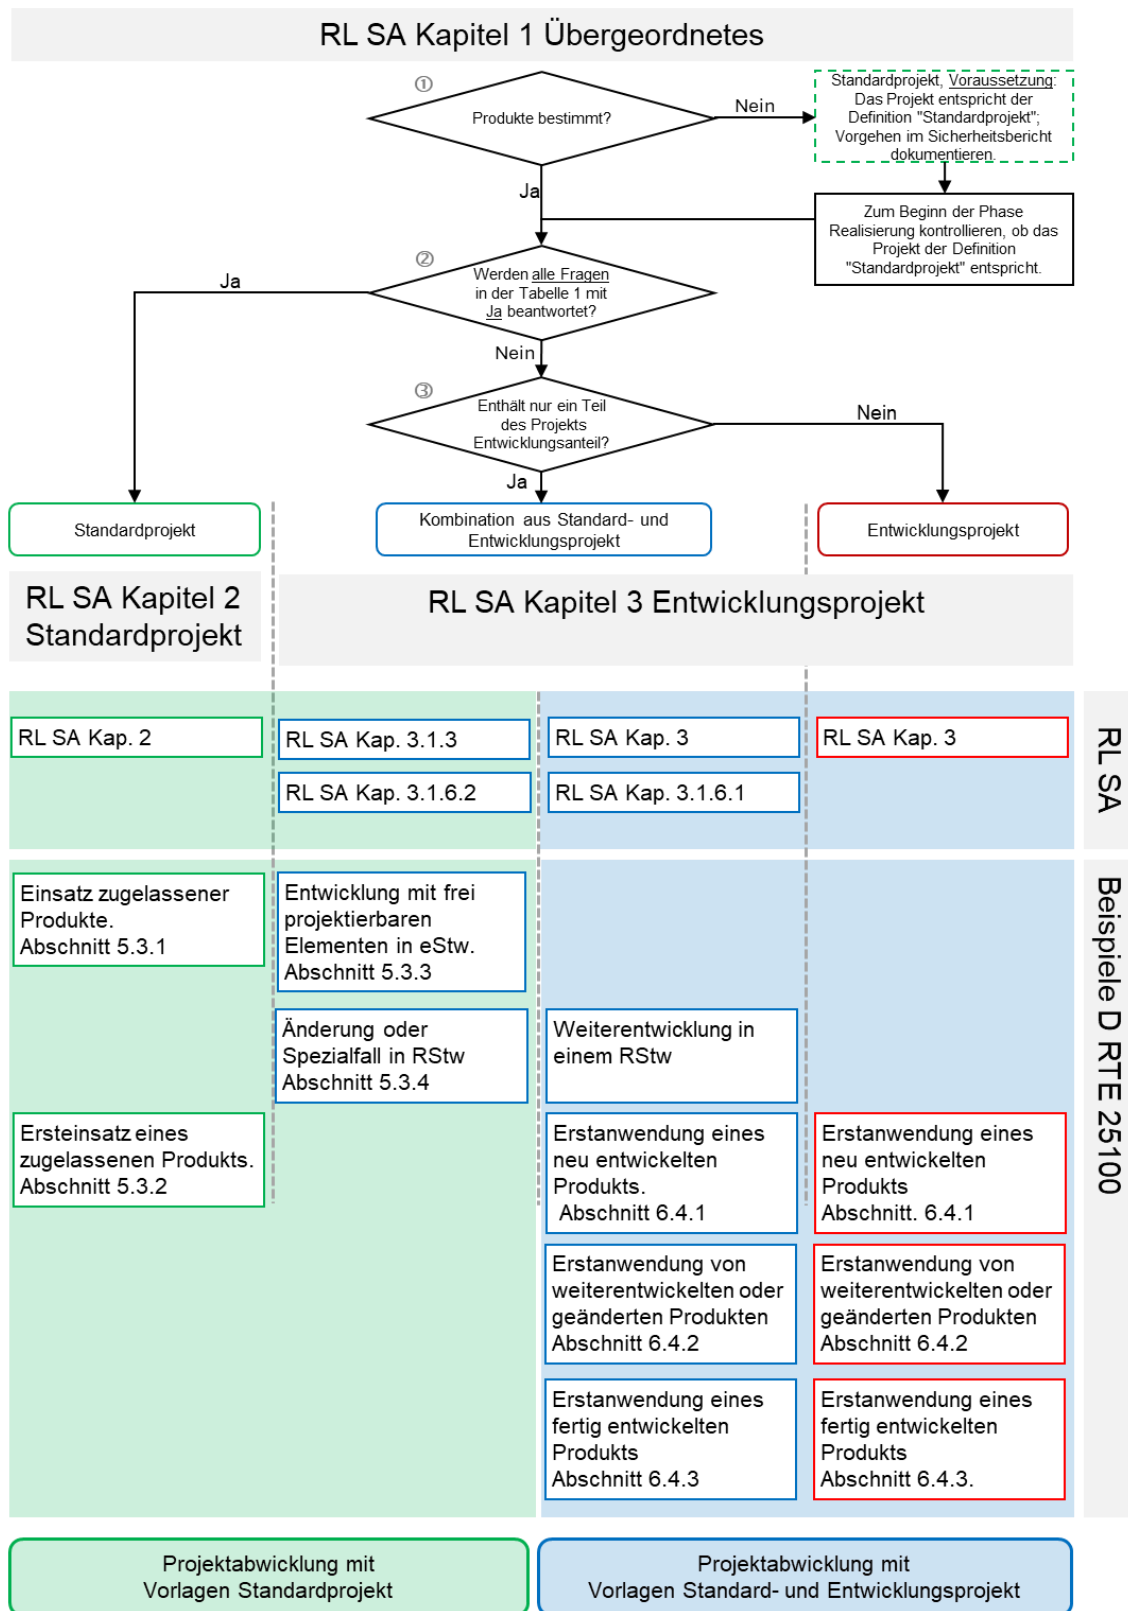 RL SA Kapitel 1 Übergeordnetes
①
Produkte bestimmt?
Nein
Standardprojekt, Voraussetzung:
Das Projekt entspricht der
Definition "Standardprojekt";
Vorgehen im Sicherheitsbericht
dokumentieren.
Ja
Zum Beginn der Phase
Realisierung kontrollieren, ob das
Projekt der Definition
"Standardprojekt" entspricht.
②
Werden alle Fragen
in der Tabelle 1 mit
Ja beantwortet?
Ja
Nein
③
Enthält nur ein Teil
des Projekts
Entwicklungsanteil?
Nein
Ja
Standardprojekt
Kombination aus Standard- und
Entwicklungsprojekt
Entwicklungsprojekt
RL SA Kapitel 2
Standardprojekt
RL SA Kapitel 3 Entwicklungsprojekt
RL SA Kap. 2
RL SA Kap. 3.1.3
RL SA Kap. 3
RL SA Kap. 3
RL SA Kap. 3.1.6.2
RL SA Kap. 3.1.6.1
RL SA
Einsatz zugelassener
Produkte.
Abschnitt 5.3.1
Entwicklung mit frei
projektierbaren
Elementen in eStw.
Abschnitt 5.3.3
Änderung oder
Spezialfall in RStw
Abschnitt 5.3.4
Weiterentwicklung in
einem RStw
Ersteinsatz eines
zugelassenen Produkts.
Abschnitt 5.3.2
Erstanwendung eines
neu entwickelten
Produkts.
Abschnitt 6.4.1
Erstanwendung eines
neu entwickelten
Produkts
Abschnitt. 6.4.1
Erstanwendung von
weiterentwickelten oder
geänderten Produkten
Abschnitt 6.4.2
Erstanwendung von
weiterentwickelten oder
geänderten Produkten
Abschnitt 6.4.2
Erstanwendung eines
fertig entwickelten
Produkts
Abschnitt 6.4.3
Erstanwendung eines
fertig entwickelten
Produkts
Abschnitt 6.4.3.
Beispiele D RTE 25100
Projektabwicklung mit
Vorlagen Standardprojekt
Projektabwicklung mit
Vorlagen Standard- und Entwicklungsprojekt